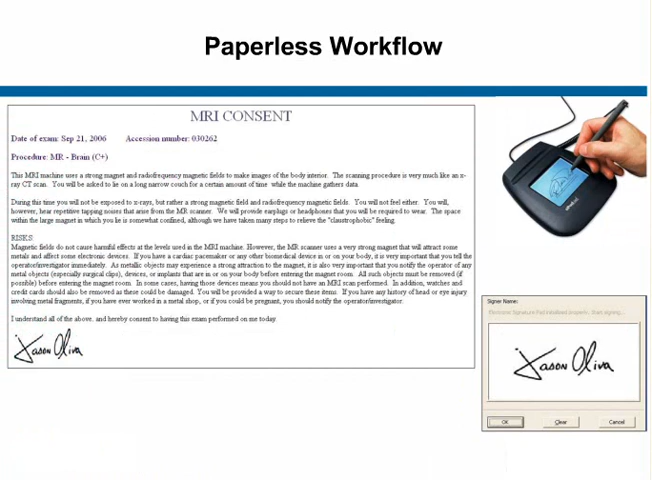 Paperless Workflow
MRI CONSENT
Date of exam: Sep 21, 2006 Accession number: 030262
Procedure: MR - Brain (C+)
This MRI machine uses a strong magnet and radiofrequency magnetic fields to make images of the body interior. The scanning procedure is very much like an x-
ray CT scan. You will be asked to lie on a long narrow couch for a certain amount of time while the machine gathers data.
During this time you will not be exposed to x-rays, but rather a strong magnetic field and radiofrequency magnetic fields. You will not feel either. You will,
however, hear repetitive tapping noises that arise from the MR scanner. We will provide earplugs or headphones that you will be required to wear. The space
within the large magnet in which you lie is somewhat confined, although we have taken many steps to relieve the "claustrophobic" feeling.
RISKS:
Magnetic fields do not cause harmful effects at the levels used in the MRI machine. However, the MR scanner uses a very strong magnet that will attract some
metals and affect some electronic devices. If you have a cardiac pacemaker or any other biomedical device in or on your body, it is very important that you tell the
operator/investigator immediately. As metallic objects may experience a strong attraction to the magnet, it is also very important that you notify the operator of any
metal objects (especially surgical clips), devices, or implants that are in or on your body before entering the magnet room. All such objects must be removed (if
possible) before entering the magnet room. In some cases, having those devices means you should not have an MRI scan performed. In addition, watches and
credit cards should also be removed as these could be damaged. You will be provided a way to secure these items. If you have any history of head or eye injury
involving metal fragments, if you have ever worked in a metal shop, or if you could be pregnant, you should notify the operator/investigator.
I understand all of the above, and hereby consent to having this exam performed on me today.
Jason Oliva
Signer Name:
Electronic Signature Pad initialized properly. Start signing...
Jason Oliva
OK Clear Cancel